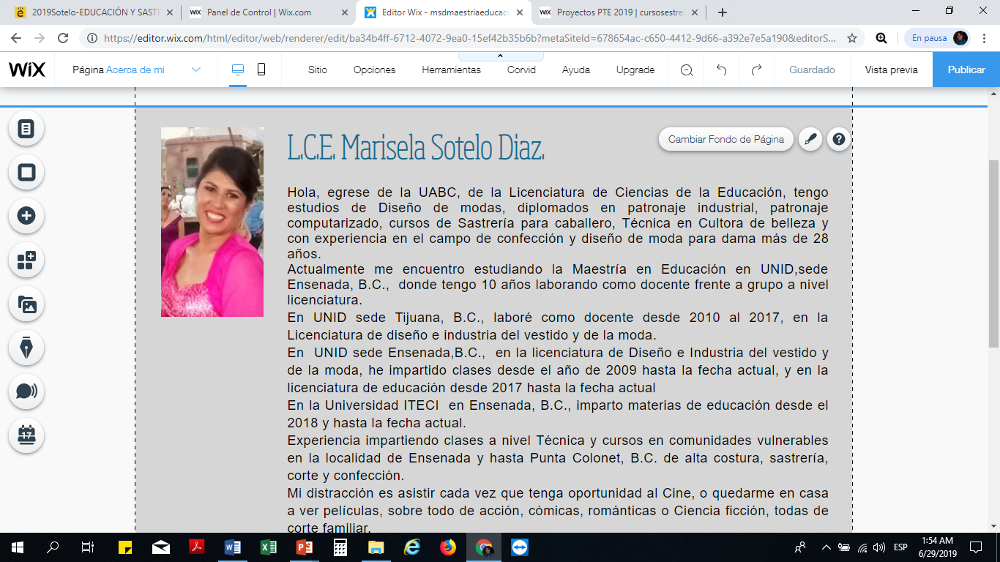 2019Sotelo-EDUCACIÓN Y SASTR
Panel de Control | Wix.com
Editor Wix - msdmaestriaeducaci
Proyectos PTE 2019 | cursosestrel
https://editor.wix.com/html/editor/web/renderer/edit/ba34b4ff-6712-4072-9ea0-15ef42b35b6b?metaSiteId=678654ac-c650-4412-9d66-a392e7e5a190&editorS...
En pausa
WiX
Página Acerca de mi
Sitio
Opciones
Herramientas
Corvid
Ayuda
Upgrade
Guardado
Vista previa
Publicar
L.C.E. Marisela Sotelo Diaz.
Cambiar Fondo de Página
Hola, egrese de la UABC, de la Licenciatura de Ciencias de la Educación, tengo
estudios de Diseño de modas, diplomados en patronaje industrial, patronaje
computarizado, cursos de Sastrería para caballero, Técnica en Cultora de belleza y
con experiencia en el campo de confección y diseño de moda para dama más de 28
años.
Actualmente me encuentro estudiando la Maestría en Educación en UNID,sede
Ensenada, B.C., donde tengo 10 años laborando como docente frente a grupo a nivel
licenciatura.
En UNID sede Tijuana, B.C., laboré como docente desde 2010 al 2017, en la
Licenciatura de diseño e industria del vestido y de la moda.
En UNID sede Ensenada,B.C., en la licenciatura de Diseño e Industria del vestido y
de la moda, he impartido clases desde el año de 2009 hasta la fecha actual, y en la
licenciatura de educación desde 2017 hasta la fecha actual
En la Universidad ITECI en Ensenada, B.C., imparto materias de educación desde el
2018 y hasta la fecha actual.
Experiencia impartiendo clases a nivel Técnica y cursos en comunidades vulnerables
en la localidad de Ensenada y hasta Punta Colonet, B.C. de alta costura, sastrería,
corte y confección.
Mi distracción es asistir cada vez que tenga oportunidad al Cine, o quedarme en casa
a ver películas, sobre todo de acción, cómicas, románticas o Ciencia ficción, todas de
corte familiar.
17
ESP
1:54 AM
6/29/2019